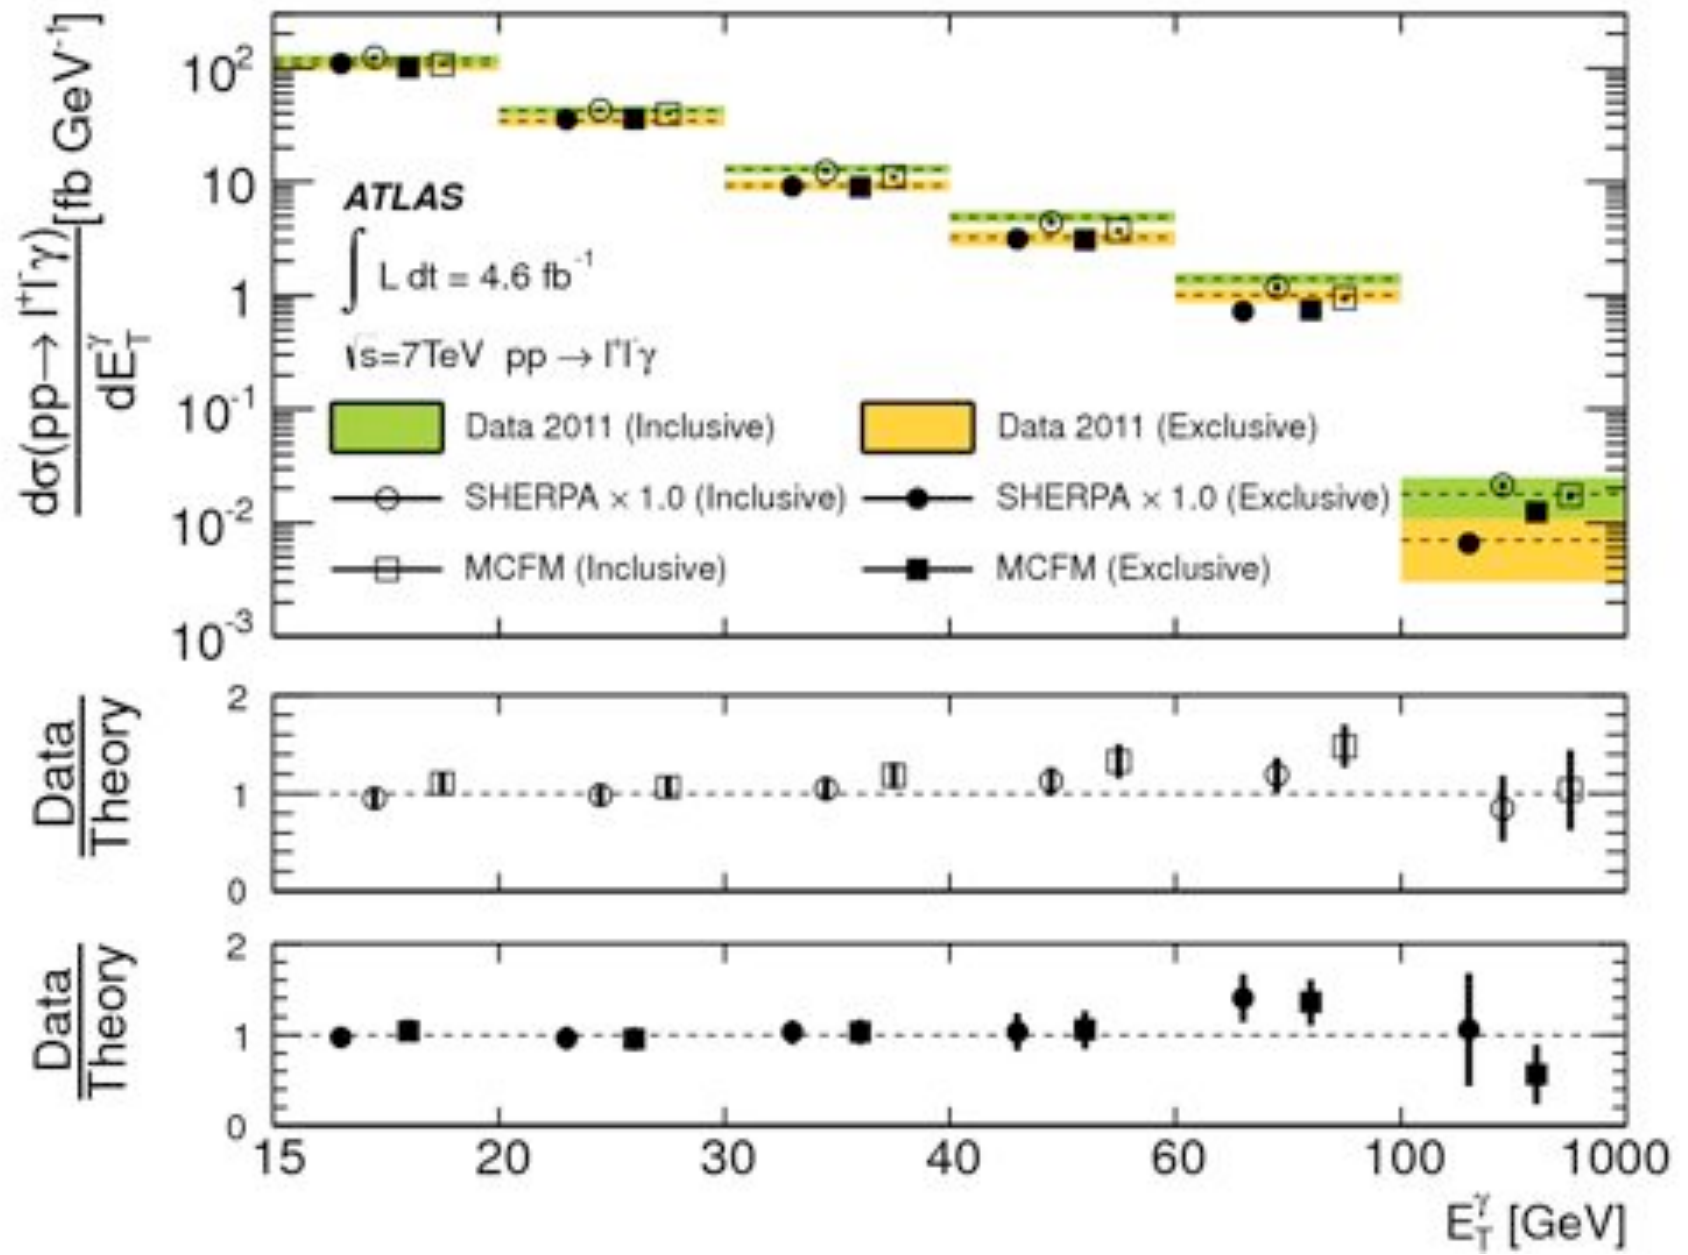 dσ(pp→ l⁺l⁻γ)
dE_T^γ
[fb GeV⁻¹]
10²
10
1
10⁻¹
10⁻²
10⁻³
ATLAS
∫ L dt = 4.6 fb⁻¹
√s=7TeV pp → l⁺l⁻γ
Data 2011 (Inclusive)
Data 2011 (Exclusive)
SHERPA × 1.0 (Inclusive)
SHERPA × 1.0 (Exclusive)
MCFM (Inclusive)
MCFM (Exclusive)
Data
Theory
2
1
0
Data
Theory
2
1
0
15 20 30 40 60 100 1000
E_T^γ [GeV]